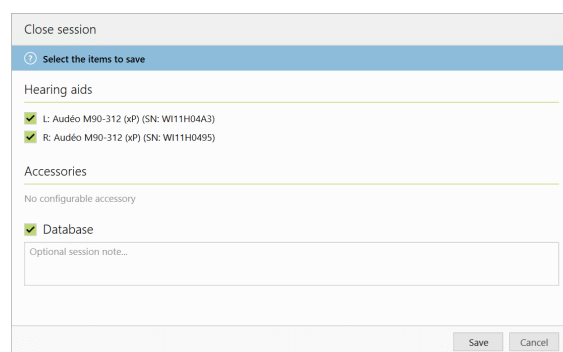 Close session
? Select the items to save
Hearing aids
L: Audéo M90-312 (xP) (SN: WI11H04A3)
R: Audéo M90-312 (xP) (SN: WI11H0495)
Accessories
No configurable accessory
Database
Optional session note...
Save Cancel